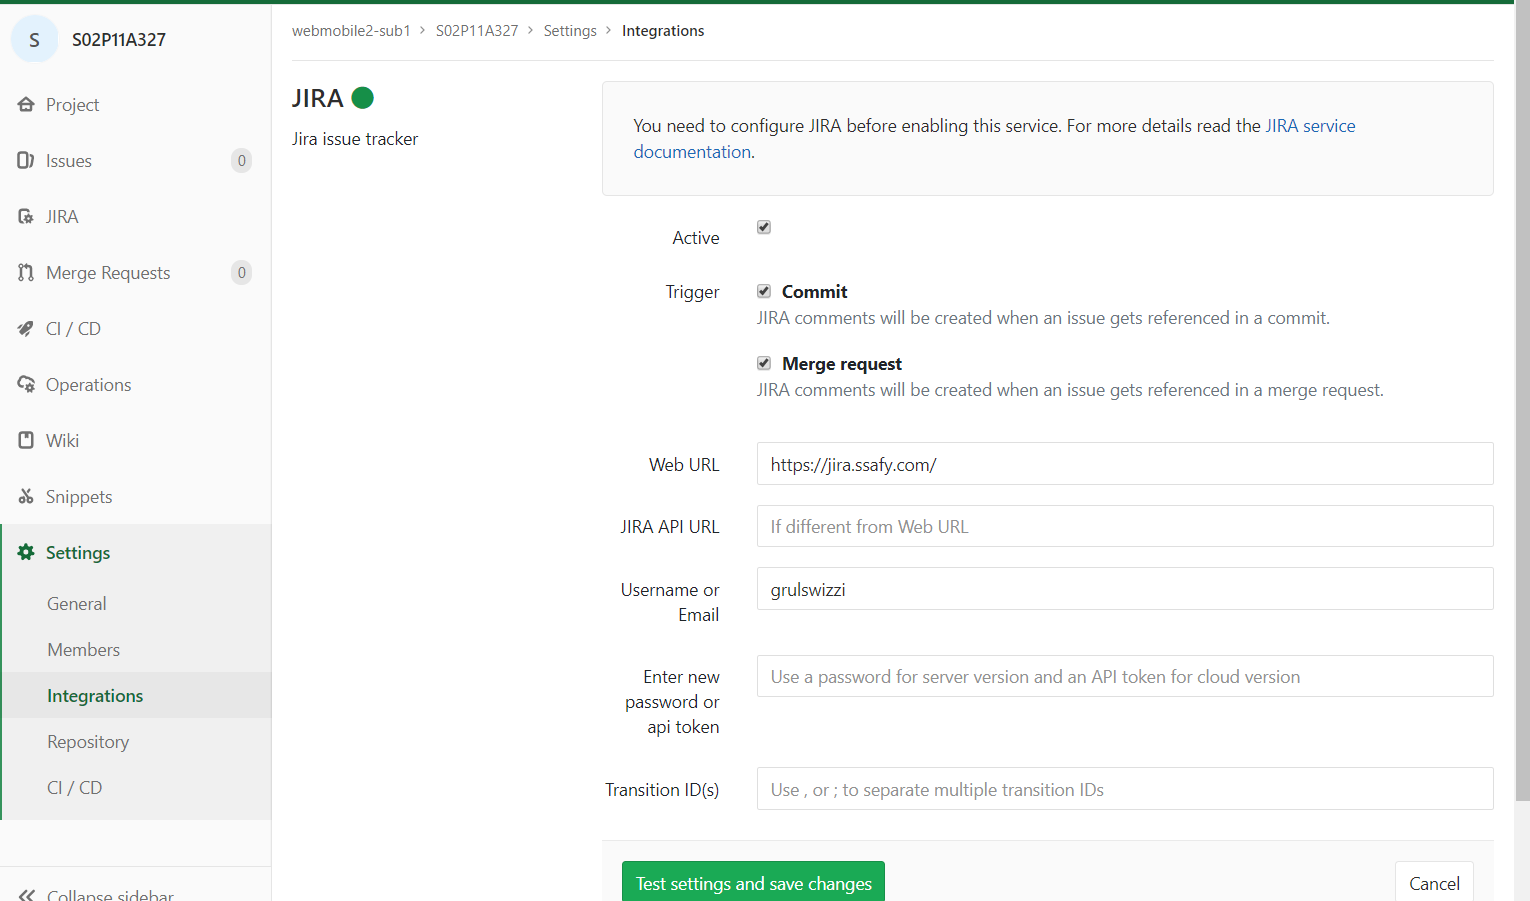 S
S02P11A327
Project
Issues
0
JIRA
Merge Requests
0
CI / CD
Operations
Wiki
Snippets
Settings
General
Members
Integrations
Repository
CI / CD
Collapse sidebar
webmobile2-sub1 > S02P11A327 > Settings > Integrations
JIRA
Jira issue tracker
You need to configure JIRA before enabling this service. For more details read the JIRA service
documentation.
Active
Trigger
Commit
JIRA comments will be created when an issue gets referenced in a commit.
Merge request
JIRA comments will be created when an issue gets referenced in a merge request.
Web URL
https://jira.ssafy.com/
JIRA API URL
If different from Web URL
Username or
Email
grulswizzi
Enter new
password or
api token
Use a password for server version and an API token for cloud version
Transition ID(s)
Use , or ; to separate multiple transition IDs
Test settings and save changes
Cancel